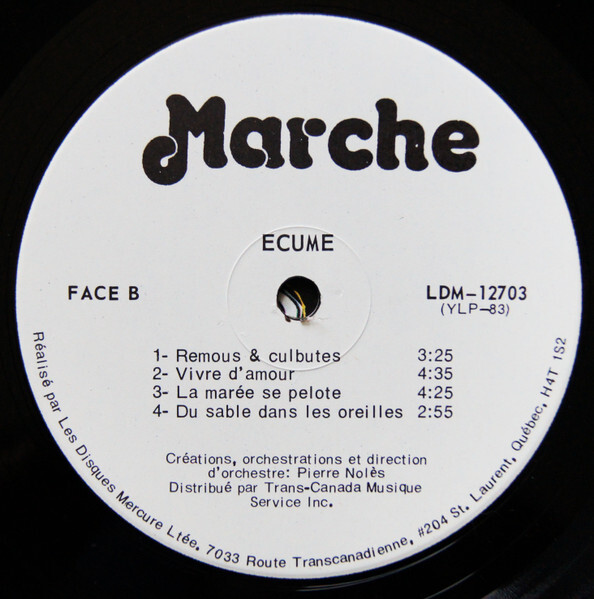 Marche
ECUME
FACE B
LDM-12703
(YLP-83)
1- Remous & culbutes 3:25
2- Vivre d'amour 4:35
3- La marée se pelote 4:25
4- Du sable dans les oreilles 2:55
Créations, orchestrations et direction
d'orchestre: Pierre Nolès
Distribué par Trans-Canada Musique
Service Inc.
Réalisé par Les Disques Mercure Ltée. 7033 Route Transcanadienne, #204 St. Laurent, Québec, H4T 1S2